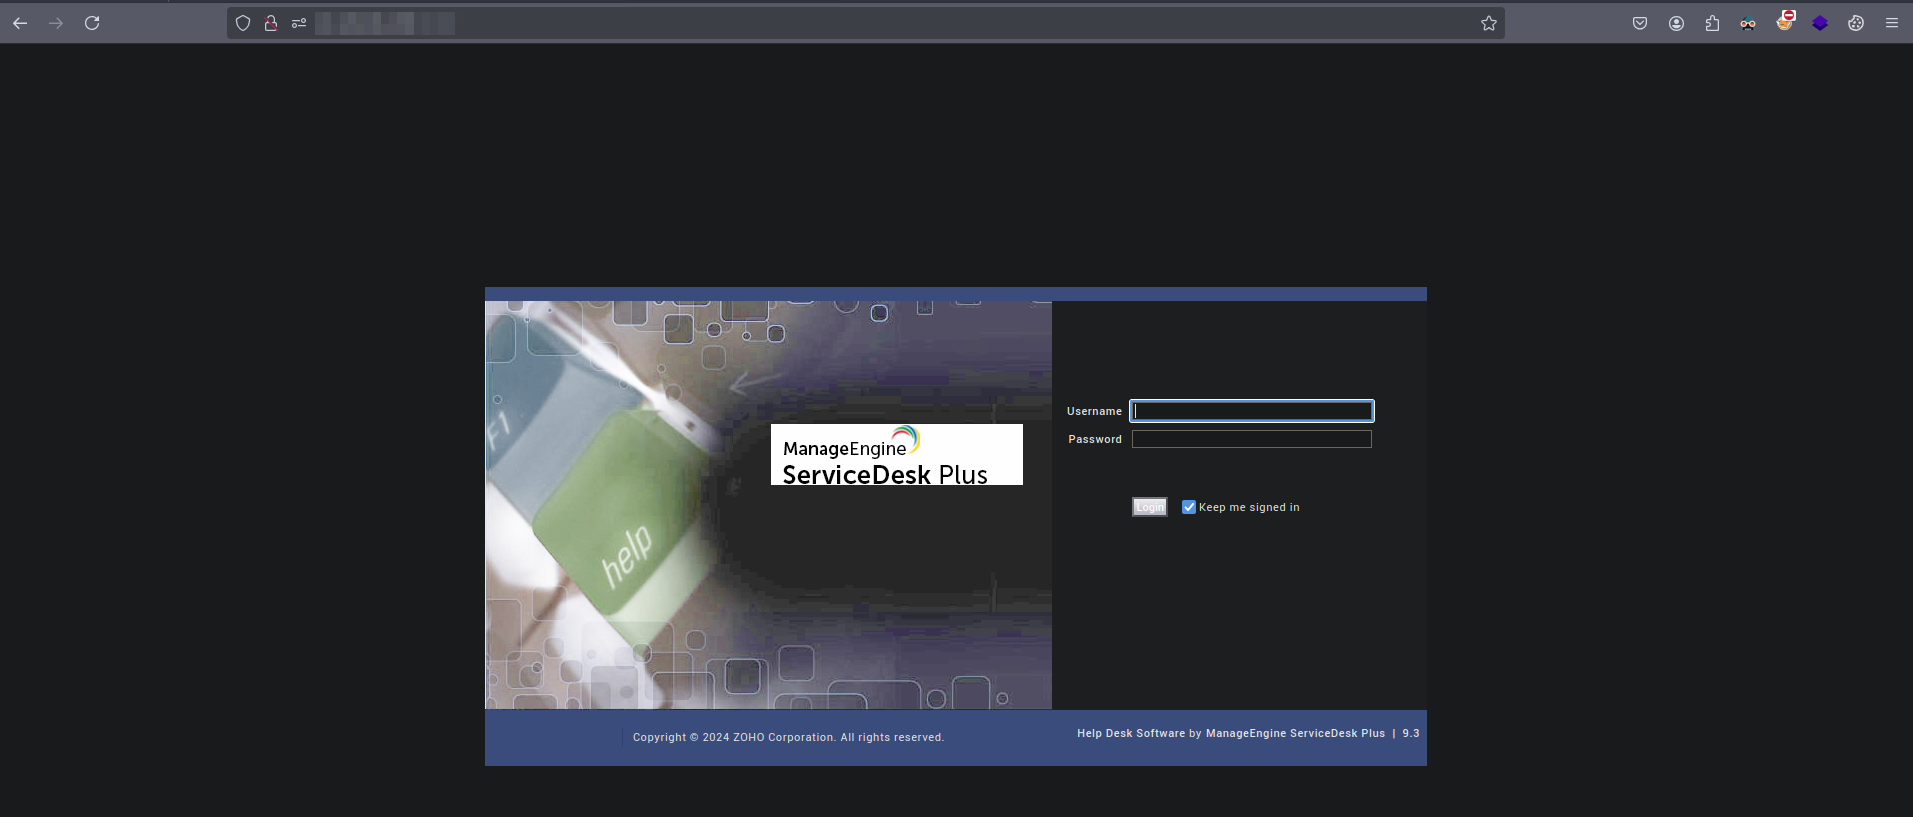 F1
help
ManageEngine
ServiceDesk Plus
Username
Password
Login
Keep me signed in
Copyright © 2024 ZOHO Corporation. All rights reserved.
Help Desk Software by ManageEngine ServiceDesk Plus | 9.3